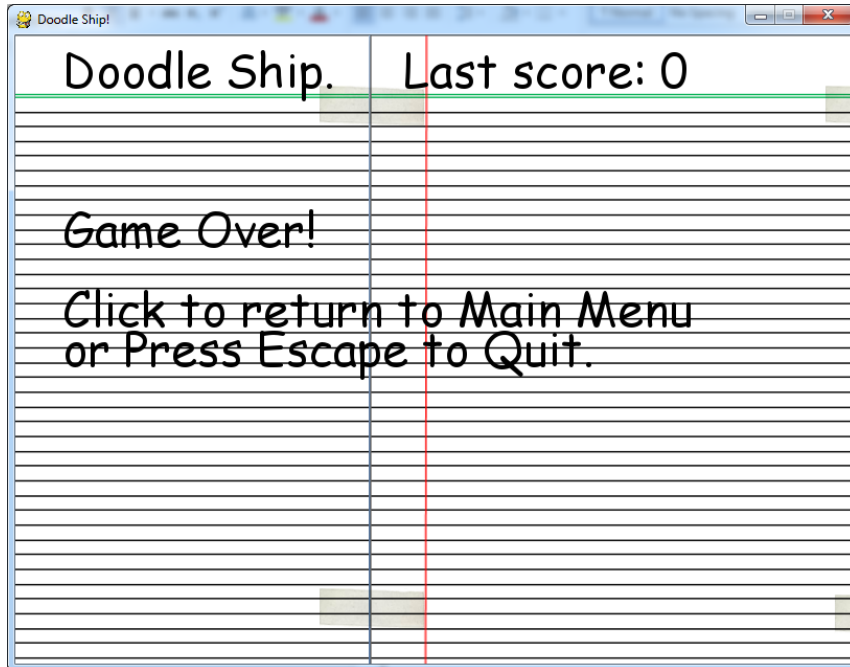 Doodle Ship!
Doodle Ship. Last score: 0
Game Over!
Click to return to Main Menu
or Press Escape to Quit.